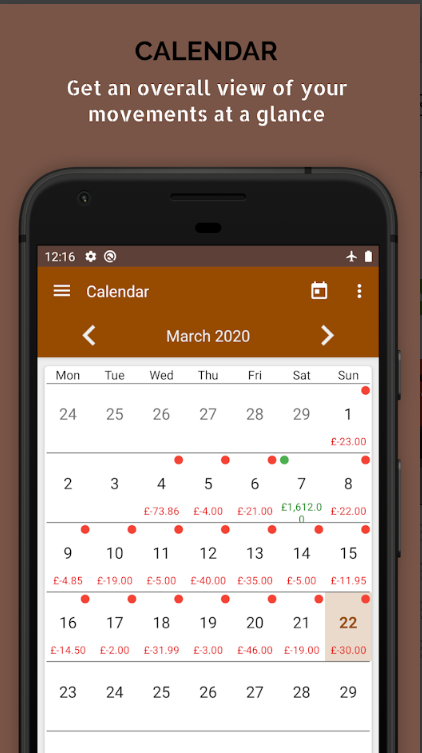 CALENDAR
Get an overall view of your
movements at a glance
12:16
Calendar
March 2020
Mon Tue Wed Thu Fri Sat Sun
24 25 26 27 28 29 1
£-23.00
2 3 4 5 6 7 8
£-73.86 £-4.00 £-21.00 £1,612.0 £-22.00
0
9 10 11 12 13 14 15
£-4.85 £-19.00 £-5.00 £-40.00 £-35.00 £-5.00 £-11.95
16 17 18 19 20 21 22
£-14.50 £-2.00 £-31.99 £-3.00 £-46.00 £-19.00 £-30.00
23 24 25 26 27 28 29